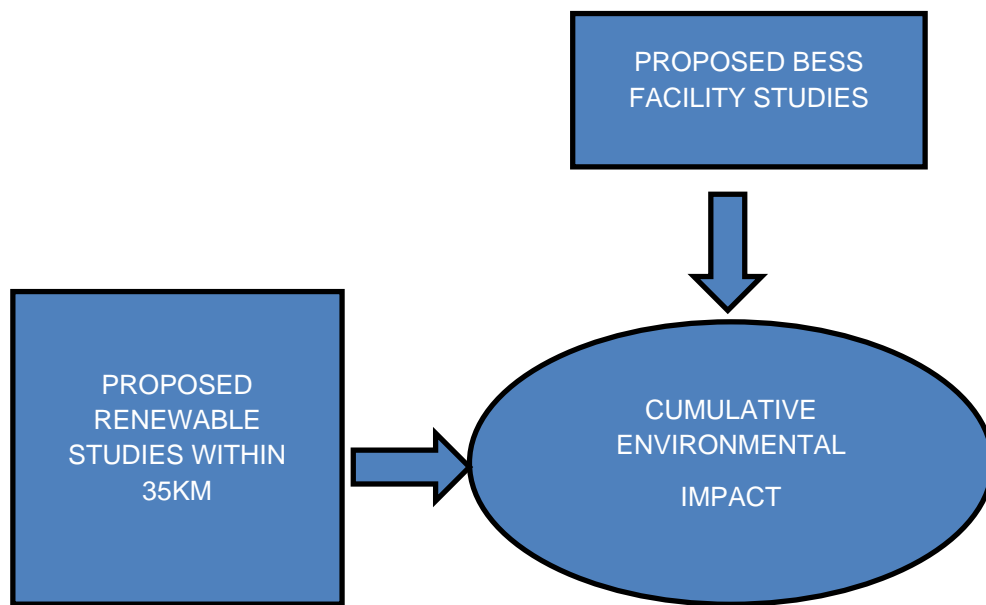 PROPOSED BESS
FACILITY STUDIES
PROPOSED
RENEWABLE
STUDIES WITHIN
35KM
CUMULATIVE
ENVIRONMENTAL
IMPACT